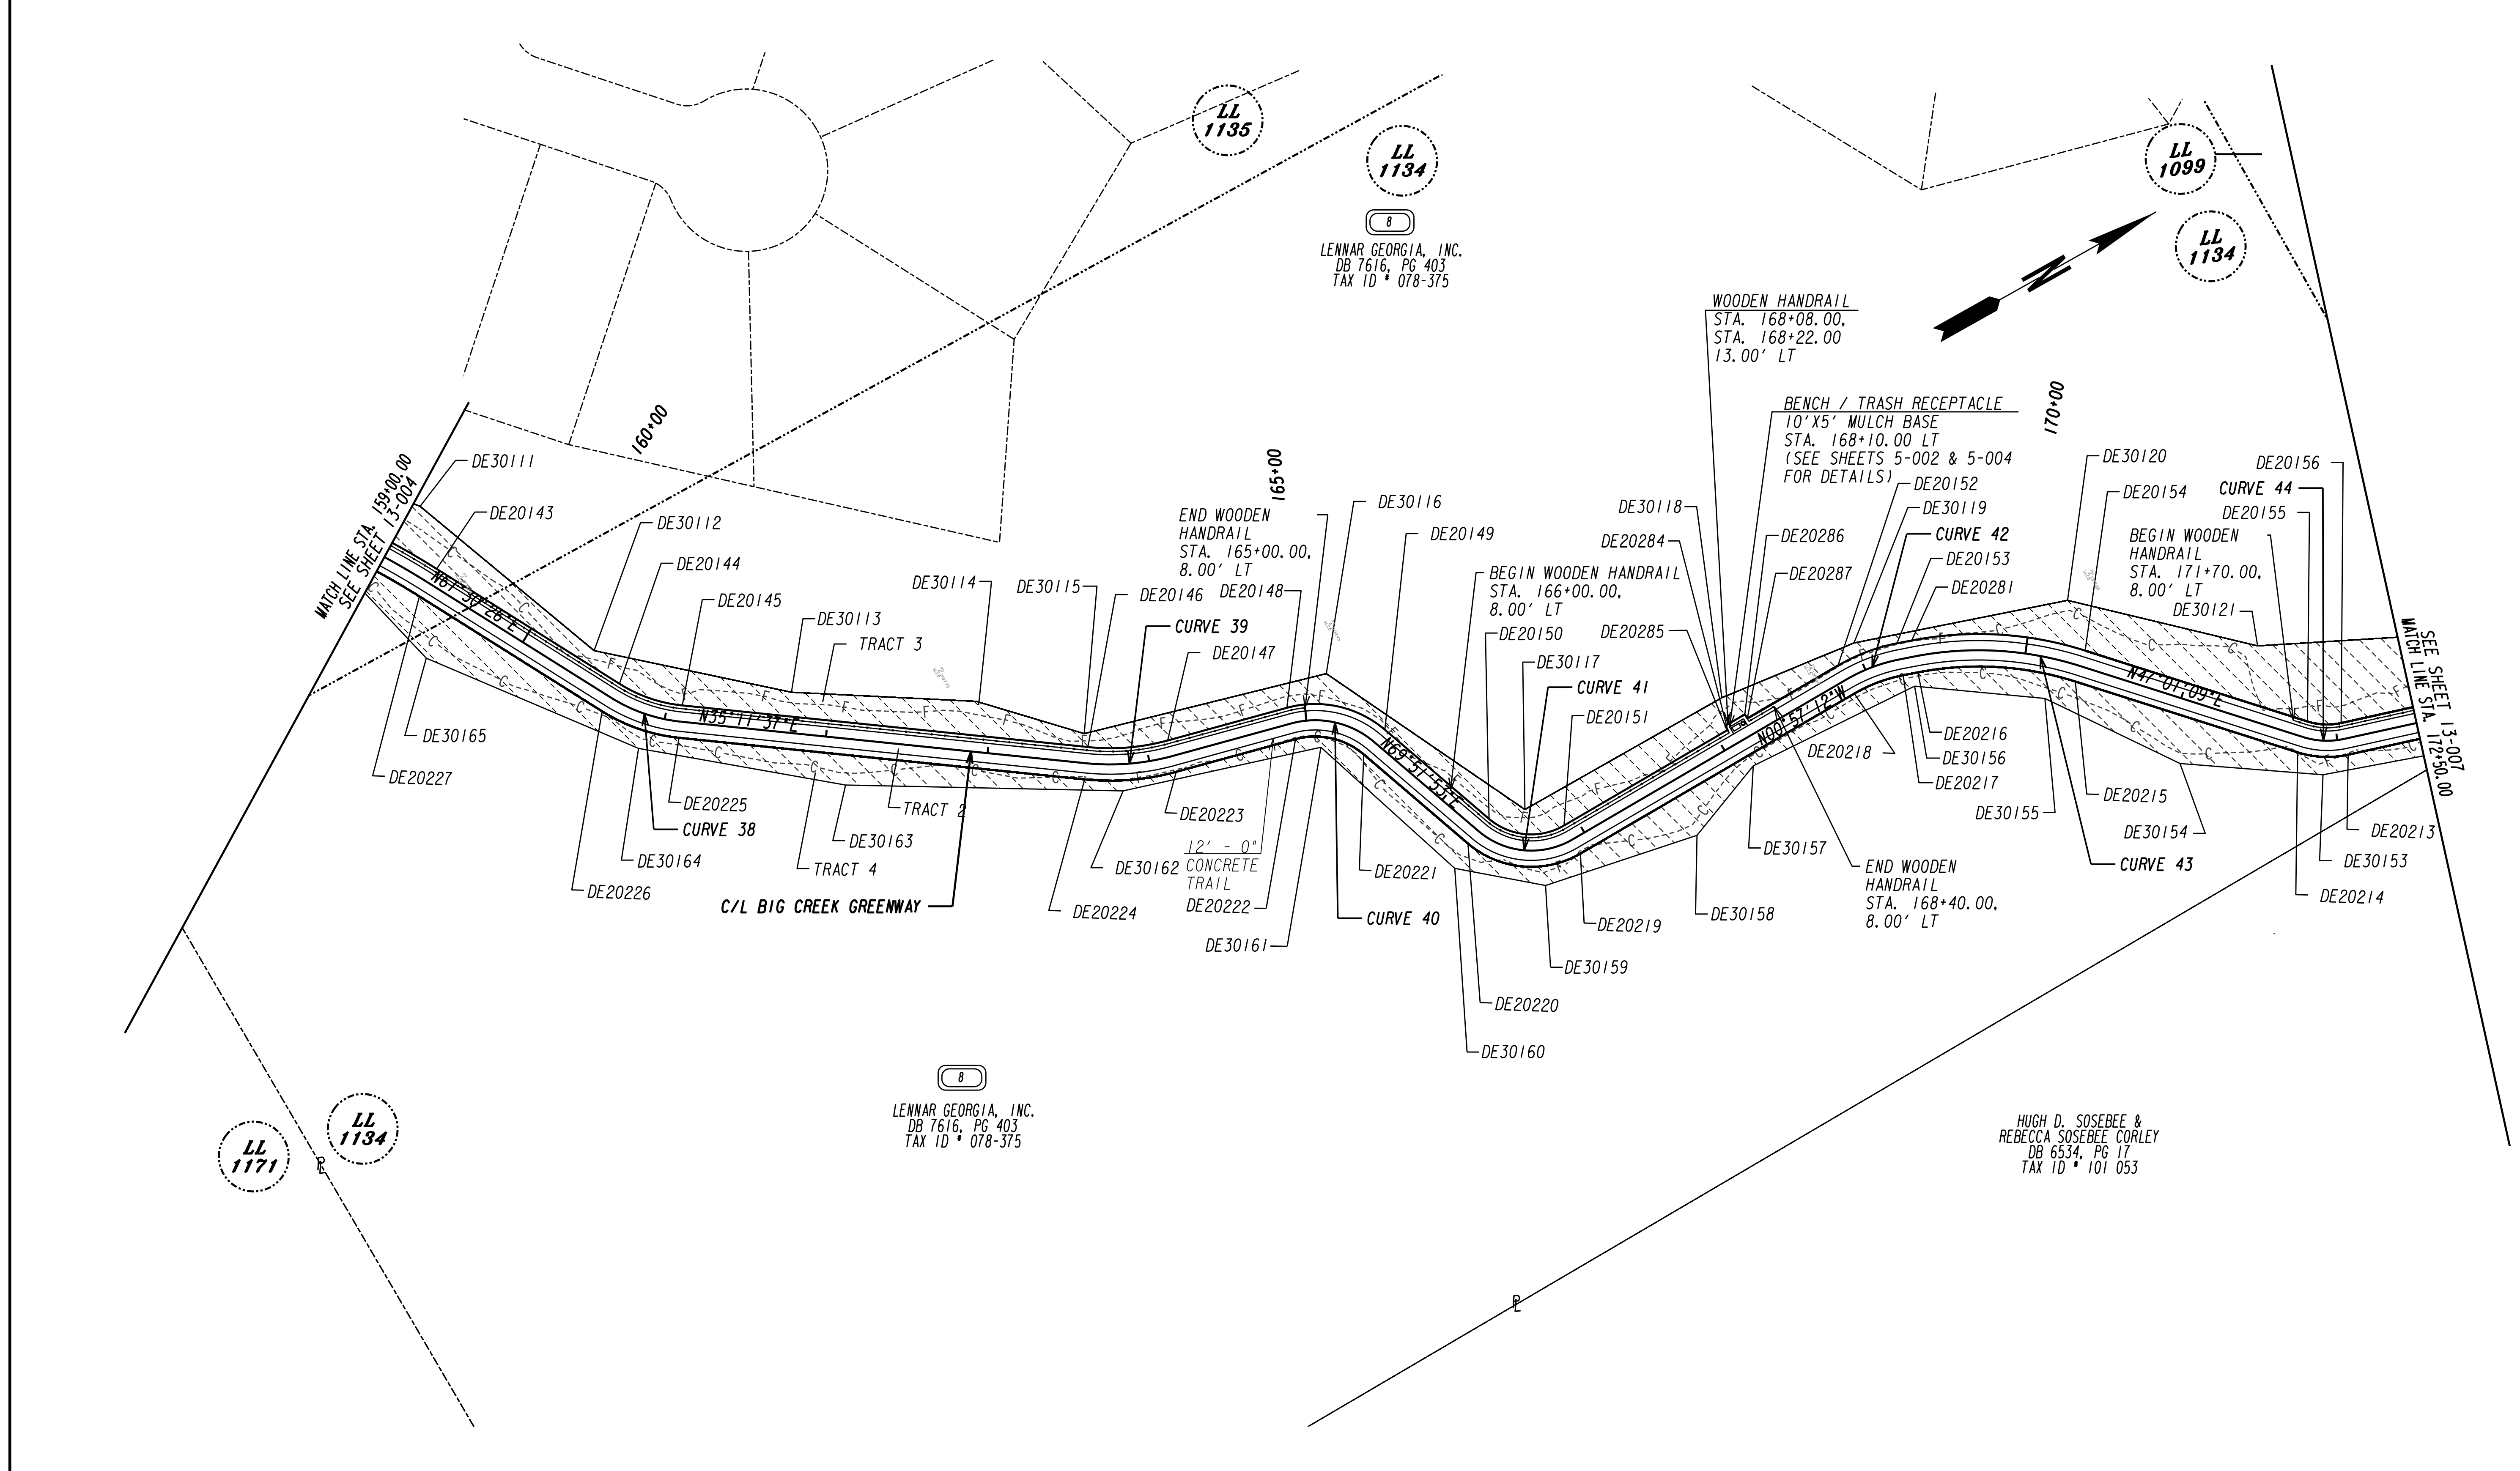 LL
1135
LL
1134
8
LENNAR GEORGIA, INC.
DB 7616, PG 403
TAX ID # 078-375
LL
1099
LL
1134
N
WOODEN HANDRAIL
STA. 168+08.00,
STA. 168+22.00
13.00' LT
BENCH / TRASH RECEPTACLE
10'X5' MULCH BASE
STA. 168+10.00 LT
(SEE SHEETS 5-002 & 5-004
FOR DETAILS)
160+00
165+00
170+00
MATCH LINE STA. 159+00.00
SEE SHEET 13-004
DE30111
DE20143
DE30112
DE20144
DE20145
DE30113
TRACT 3
DE30114
DE30115
DE20146
DE20148
CURVE 39
DE20147
END WOODEN
HANDRAIL
STA. 165+00.00,
8.00' LT
DE30116
DE20149
BEGIN WOODEN HANDRAIL
STA. 166+00.00,
8.00' LT
DE20150
DE30117
CURVE 41
DE20151
DE30118
DE20284
DE20285
DE20286
DE20287
DE20152
DE30119
CURVE 42
DE20153
DE20281
DE30120
DE20154
DE20156
CURVE 44
DE20155
BEGIN WOODEN
HANDRAIL
STA. 171+70.00,
8.00' LT
DE30121
N35°11'37"E
N69°51'53"E
N00°57'12"W
N47°01'09"E
SEE SHEET 13-007
MATCH LINE STA. 172+50.00
DE30165
DE20227
DE20225
CURVE 38
DE30164
DE20226
TRACT 2
DE30163
TRACT 4
C/L BIG CREEK GREENWAY
DE20223
DE30162
12' - 0"
CONCRETE
TRAIL
DE20224
DE20222
DE30161
DE20221
CURVE 40
DE20219
DE30159
DE20220
DE30160
DE30158
DE30157
DE20218
DE20216
DE30156
DE20217
END WOODEN
HANDRAIL
STA. 168+40.00,
8.00' LT
DE30155
DE20215
DE30154
CURVE 43
DE20213
DE30153
DE20214
8
LENNAR GEORGIA, INC.
DB 7616, PG 403
TAX ID # 078-375
LL
1134
LL
1171
PL
PL
HUGH D. SOSEBEE &
REBECCA SOSEBEE CORLEY
DB 6534, PG 17
TAX ID # 101 053